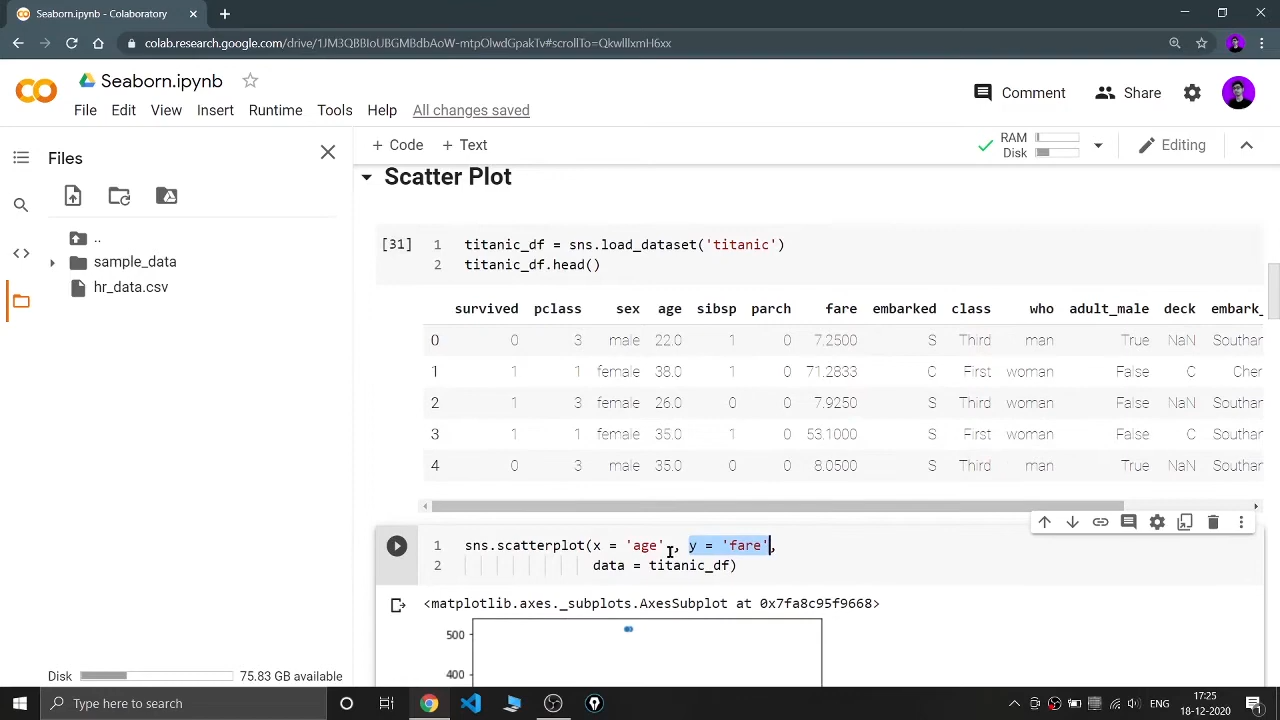 Seaborn.ipynb - Colaboratory
colab.research.google.com/drive/1JM3QBBIoUBGMBdbAoW-mtpOlwdGpakTv#scrollTo=QkwlllxmH6xx
Seaborn.ipynb
File Edit View Insert Runtime Tools Help All changes saved
Comment Share
Files
+ Code + Text
RAM
Disk
Editing
..
sample_data
hr_data.csv
Disk 75.83 GB available
Scatter Plot
[31] 1 titanic_df = sns.load_dataset('titanic')
2 titanic_df.head()
survived pclass sex age sibsp parch fare embarked class who adult_male deck embark_
0 0 3 male 22.0 1 0 7.2500 S Third man True NaN Southar
1 1 1 female 38.0 1 0 71.2833 C First woman False C Cher
2 1 3 female 26.0 0 0 7.9250 S Third woman False NaN Southar
3 1 1 female 35.0 1 0 53.1000 S First woman False C Southar
4 0 3 male 35.0 0 0 8.0500 S Third man True NaN Southar
1 sns.scatterplot(x = 'age' , y = 'fare',
2 data = titanic_df)
<matplotlib.axes._subplots.AxesSubplot at 0x7fa8c95f9668>
500
400
Type here to search
ENG
17:25
18-12-2020